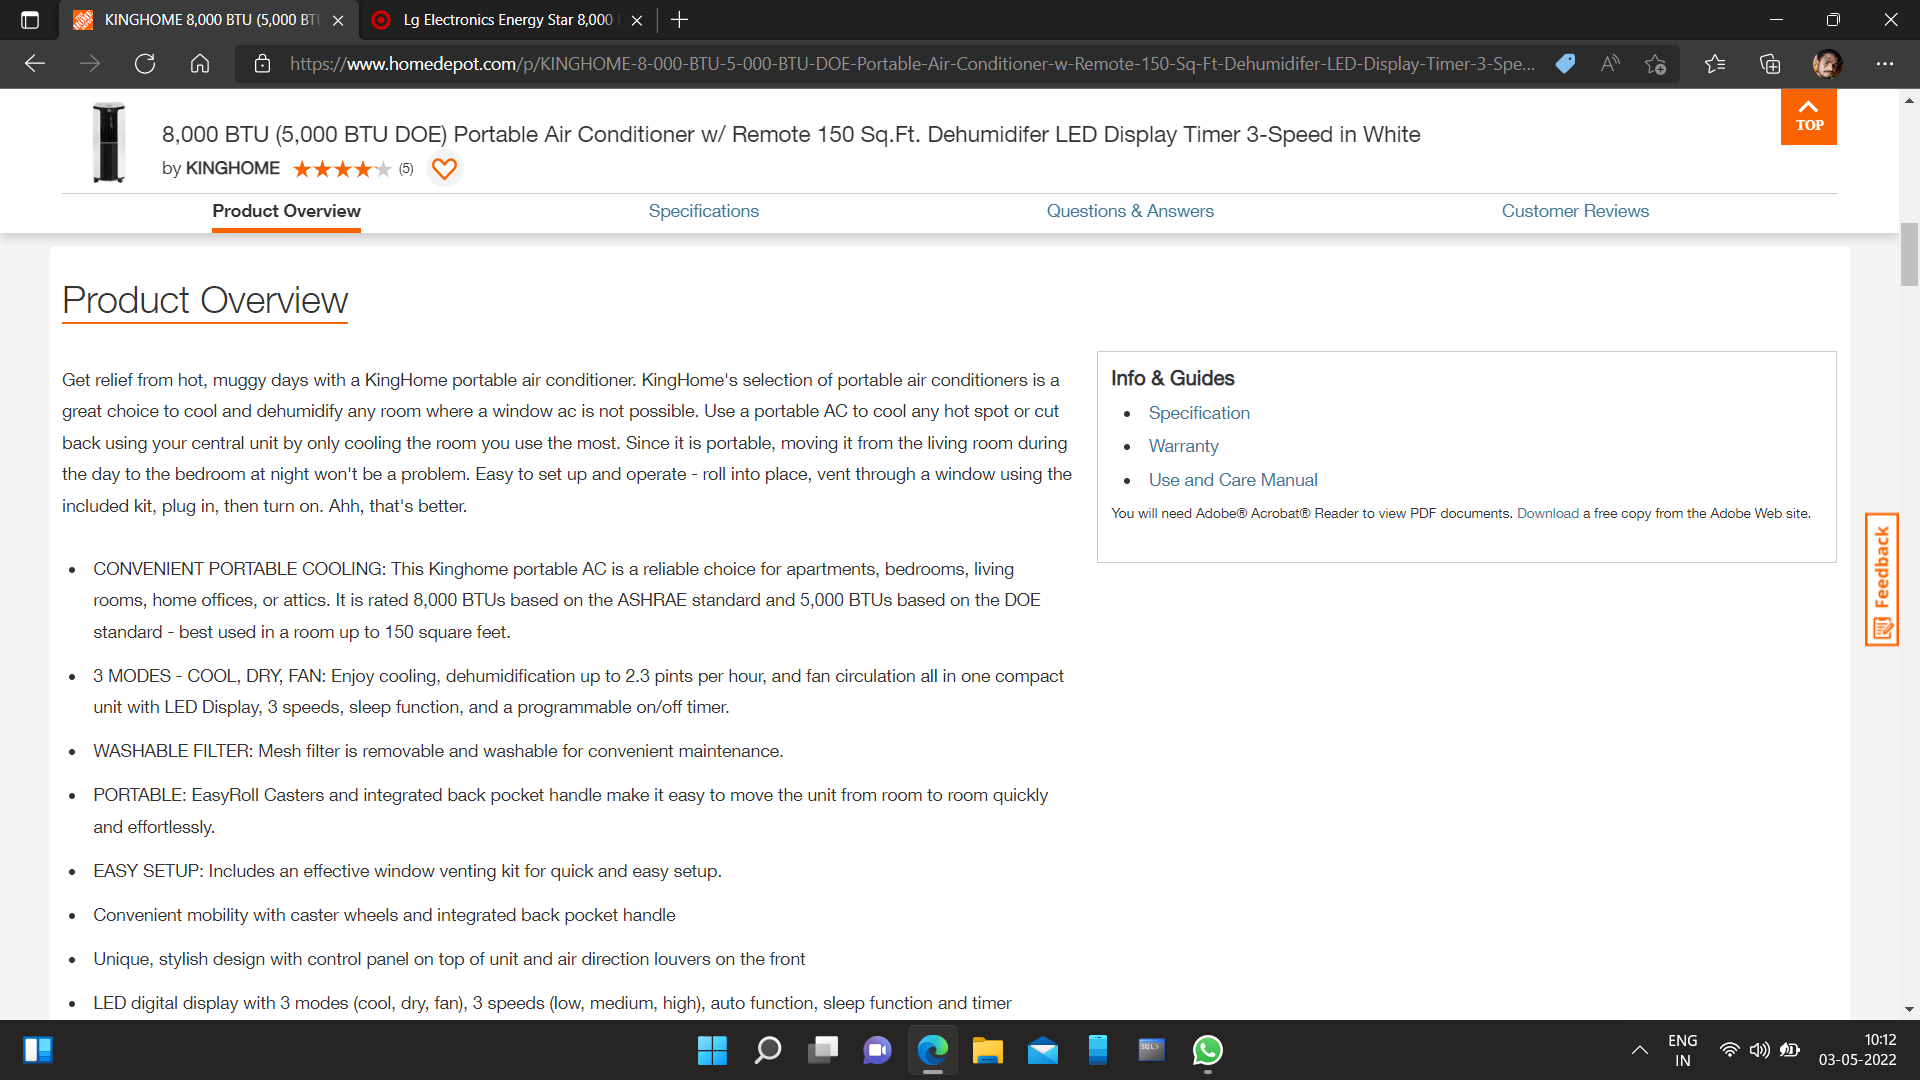 KINGHOME 8,000 BTU (5,000 BTU
Lg Electronics Energy Star 8,000
https://www.homedepot.com/p/KINGHOME-8-000-BTU-5-000-BTU-DOE-Portable-Air-Conditioner-w-Remote-150-Sq-Ft-Dehumidifer-LED-Display-Timer-3-Spe...
8,000 BTU (5,000 BTU DOE) Portable Air Conditioner w/ Remote 150 Sq.Ft. Dehumidifer LED Display Timer 3-Speed in White
TOP
by KINGHOME (5)
Product Overview
Specifications
Questions & Answers
Customer Reviews
Product Overview
Get relief from hot, muggy days with a KingHome portable air conditioner. KingHome's selection of portable air conditioners is a
great choice to cool and dehumidify any room where a window ac is not possible. Use a portable AC to cool any hot spot or cut
back using your central unit by only cooling the room you use the most. Since it is portable, moving it from the living room during
the day to the bedroom at night won't be a problem. Easy to set up and operate - roll into place, vent through a window using the
included kit, plug in, then turn on. Ahh, that's better.
• CONVENIENT PORTABLE COOLING: This Kinghome portable AC is a reliable choice for apartments, bedrooms, living
rooms, home offices, or attics. It is rated 8,000 BTUs based on the ASHRAE standard and 5,000 BTUs based on the DOE
standard - best used in a room up to 150 square feet.
• 3 MODES - COOL, DRY, FAN: Enjoy cooling, dehumidification up to 2.3 pints per hour, and fan circulation all in one compact
unit with LED Display, 3 speeds, sleep function, and a programmable on/off timer.
• WASHABLE FILTER: Mesh filter is removable and washable for convenient maintenance.
• PORTABLE: EasyRoll Casters and integrated back pocket handle make it easy to move the unit from room to room quickly
and effortlessly.
• EASY SETUP: Includes an effective window venting kit for quick and easy setup.
• Convenient mobility with caster wheels and integrated back pocket handle
• Unique, stylish design with control panel on top of unit and air direction louvers on the front
• LED digital display with 3 modes (cool, dry, fan), 3 speeds (low, medium, high), auto function, sleep function and timer
Info & Guides
• Specification
• Warranty
• Use and Care Manual
You will need Adobe® Acrobat® Reader to view PDF documents. Download a free copy from the Adobe Web site.
Feedback
ENG
IN
10:12
03-05-2022